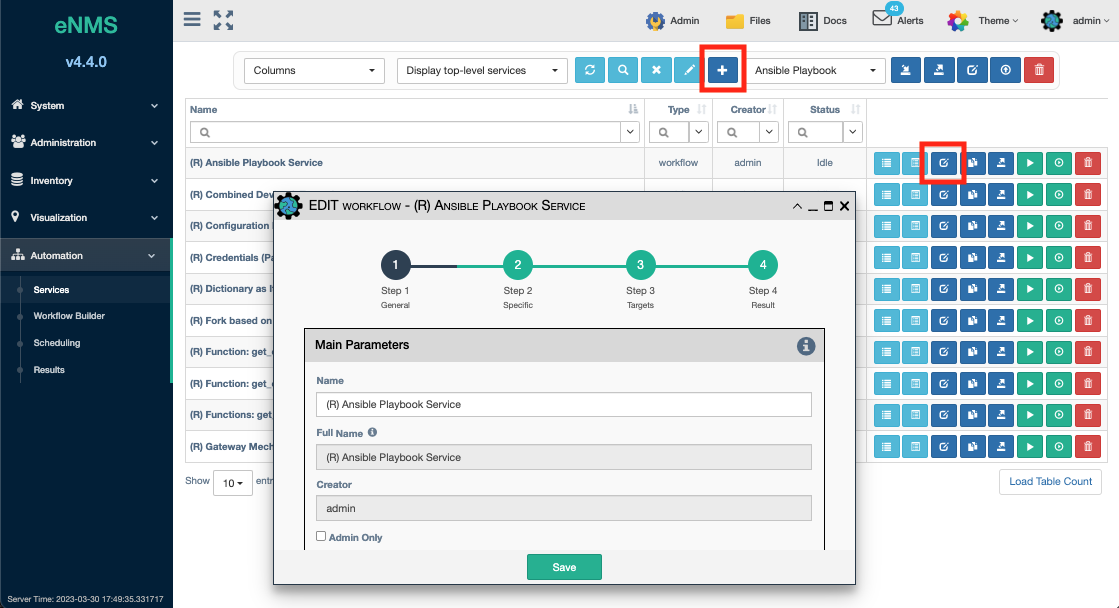 eNMS
v4.4.0
System
Administration
Inventory
Visualization
Automation
Services
Workflow Builder
Scheduling
Results
Server Time: 2023-03-30 17:49:35.331717
Admin
Files
Docs
43
Alerts
Theme
admin
Columns
Display top-level services
Ansible Playbook
Name
Type
Creator
Status
(R) Ansible Playbook Service
workflow
admin
Idle
(R) Combined Dev
(R) Configuration
(R) Credentials (Pa
(R) Dictionary as
(R) Fork based on
(R) Function: get_
(R) Function: get_
(R) Functions: get_
(R) Gateway Mech
Show
10
entr
Load Table Count
EDIT WORKFLOW - (R) ANSIBLE PLAYBOOK SERVICE
1
2
3
4
Step 1
Step 2
Step 3
Step 4
General
Specific
Targets
Result
Main Parameters
Name
(R) Ansible Playbook Service
Full Name
(R) Ansible Playbook Service
Creator
admin
Admin Only
Save